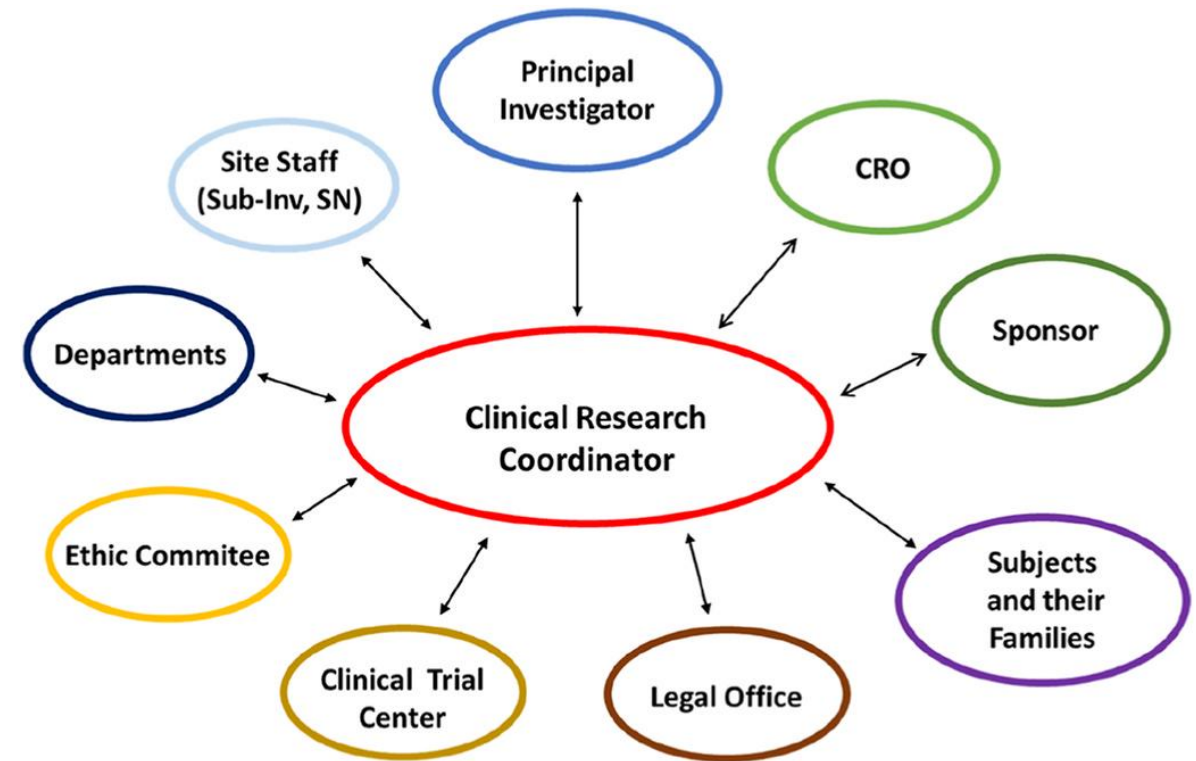 Principal
Investigator
CRO
Site Staff
(Sub-Inv, SN)
Sponsor
Departments
Clinical Research
Coordinator
Ethic Commitee
Subjects
and their
Families
Clinical Trial
Center
Legal Office